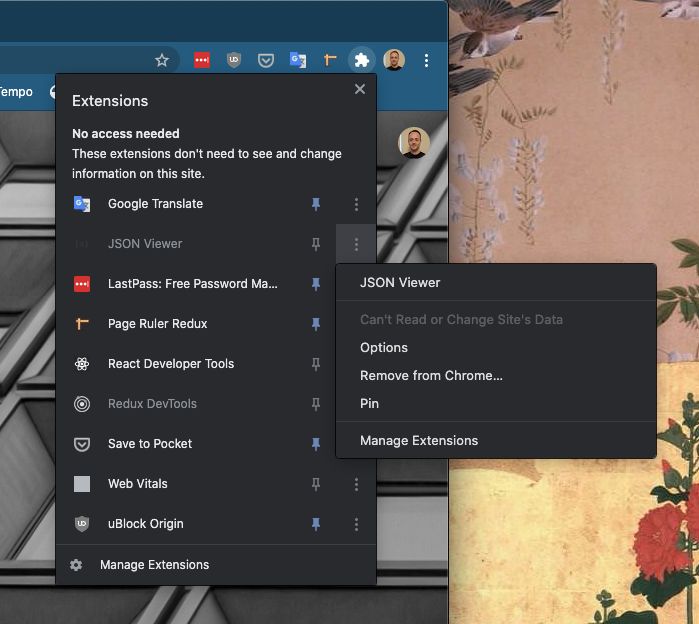 Tempo
Extensions
No access needed
These extensions don't need to see and change
information on this site.
Google Translate
JSON Viewer
LastPass: Free Password Ma...
Page Ruler Redux
React Developer Tools
Redux DevTools
Save to Pocket
Web Vitals
uBlock Origin
Manage Extensions
JSON Viewer
Can't Read or Change Site's Data
Options
Remove from Chrome...
Pin
Manage Extensions